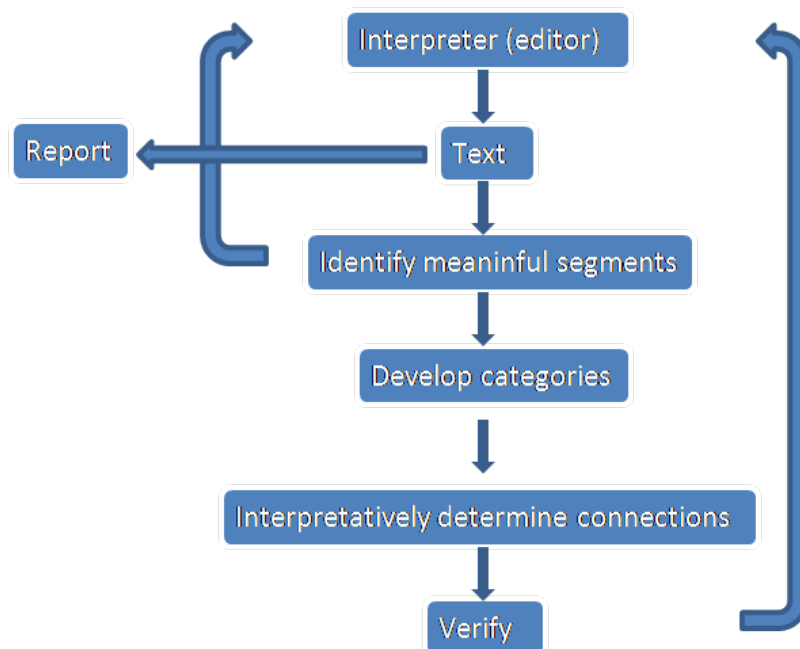 Interpreter (editor)
Report
Text
Identify meaninful segments
Develop categories
Interpretatively determine connections
Verify